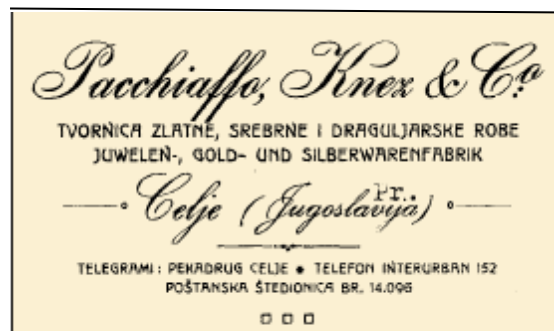 Pacchiaffo, Knez & Co.
TVORNICA ZLATNE, SREBRNE I DRAGULJARSKE ROBE
JUWELEN-, GOLD- UND SILBERWARENFABRIK
Pr.
Celje (Jugoslavija)
TELEGRAMI: PEKADRUG CELJE • TELEFON INTERURBAN 152
POŠTANSKA ŠTEDIONICA BR. 14.096